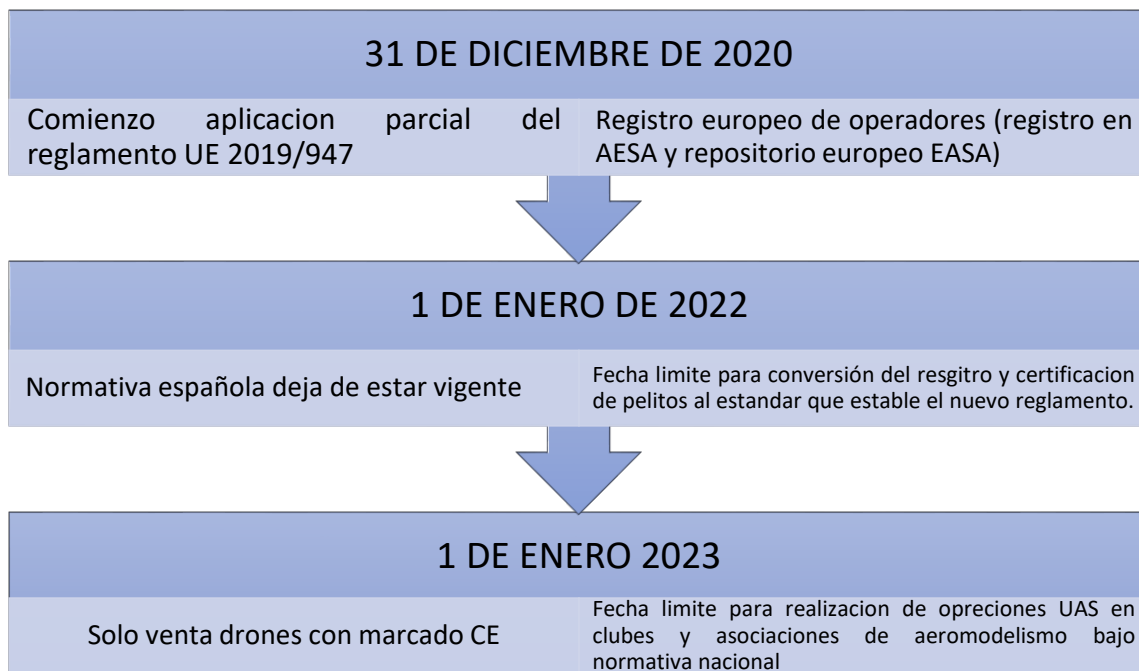 31 DE DICIEMBRE DE 2020
Comienzo aplicacion parcial del
reglamento UE 2019/947
Registro europeo de operadores (registro en
AESA y repositorio europeo EASA)
1 DE ENERO DE 2022
Normativa española deja de estar vigente
Fecha limite para conversión del resgitro y certificacion
de pelitos al estandar que estable el nuevo reglamento.
1 DE ENERO 2023
Solo venta drones con marcado CE
Fecha limite para realizacion de opreciones UAS en
clubes y asociaciones de aeromodelismo bajo
normativa nacional